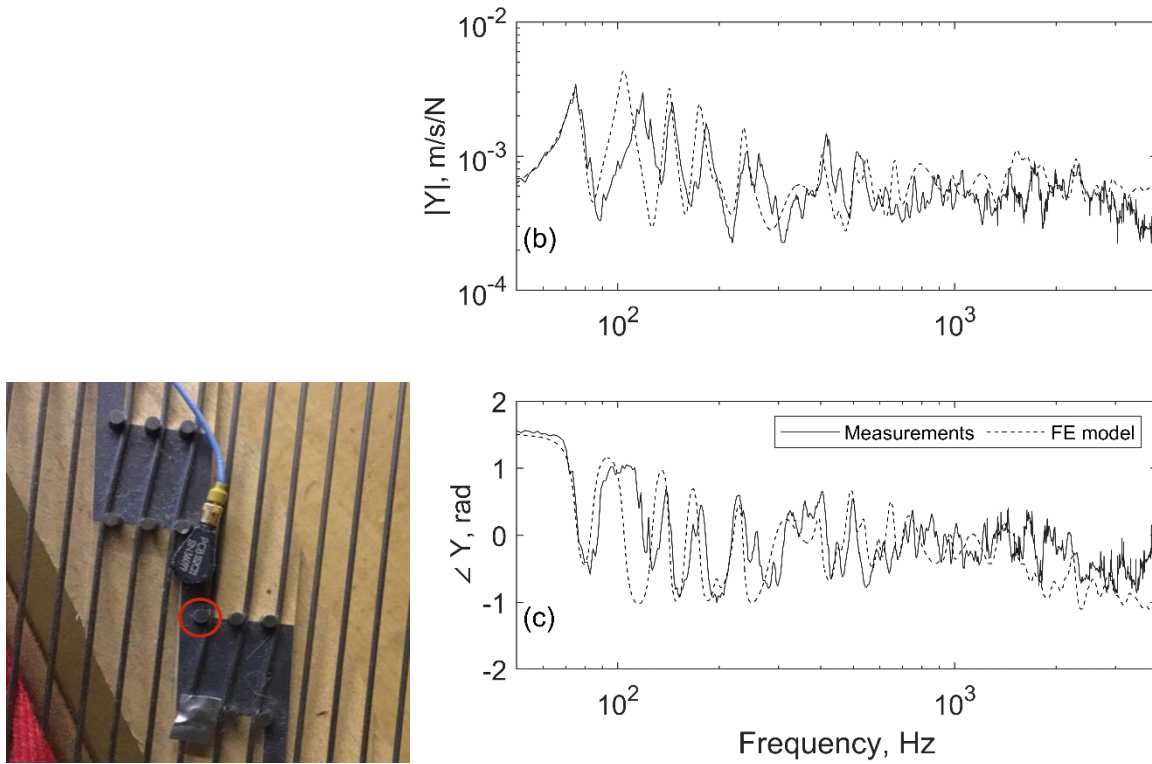 10^-2
10^-3
10^-4
|Y|, m/s/N
(b)
10^2
10^3
2
1
0
-1
-2
∠ Y, rad
Measurements
FE model
(c)
10^2
10^3
Frequency, Hz